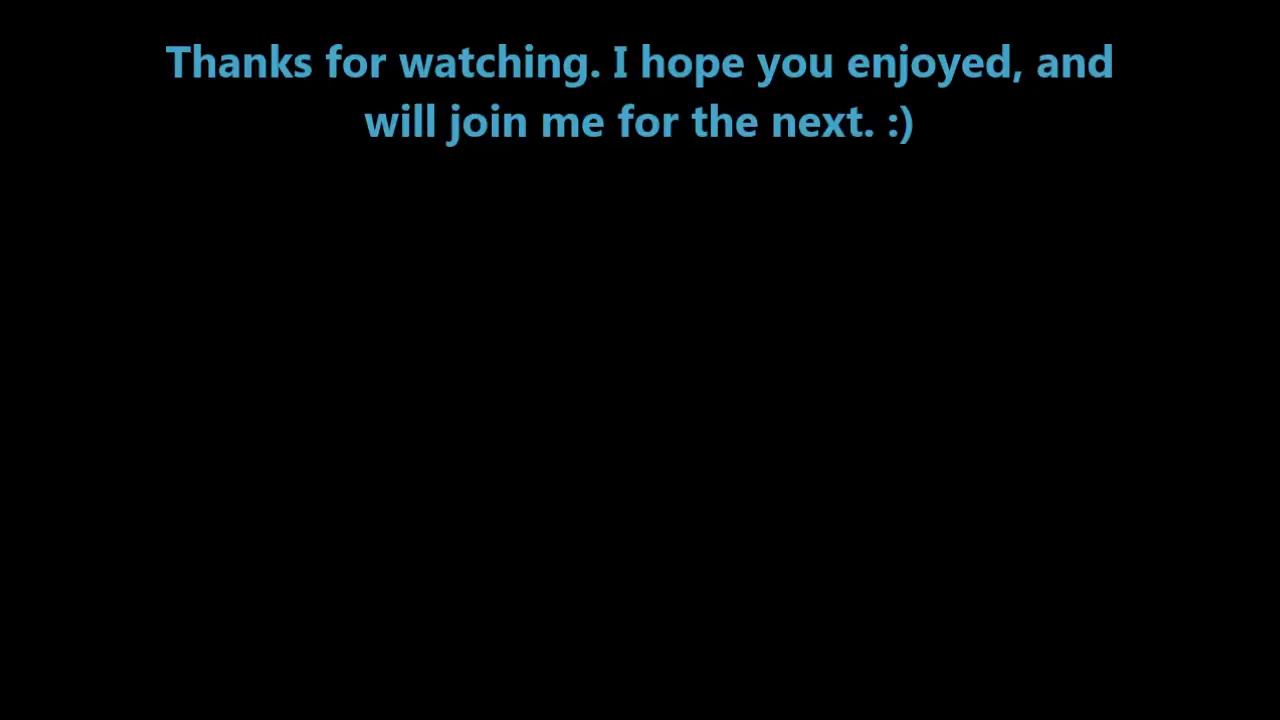 Thanks for watching. I hope you enjoyed, and
will join me for the next. :)